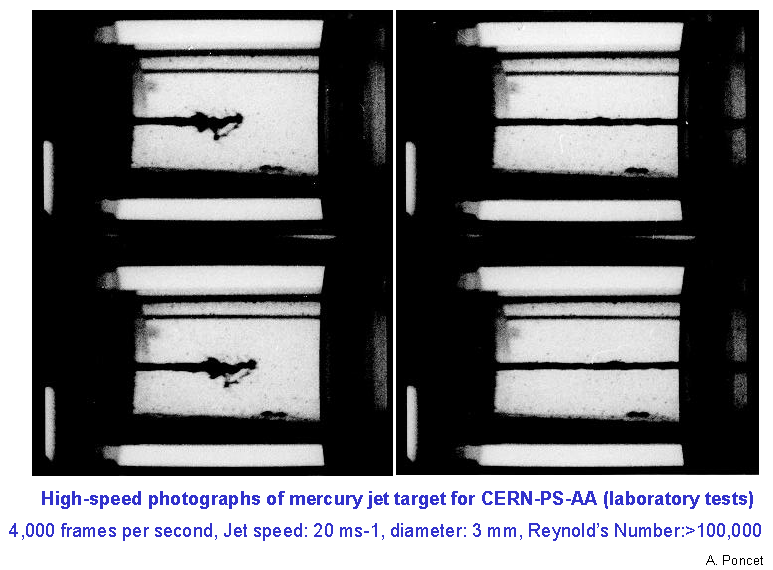 High-speed photographs of mercury jet target for CERN-PS-AA (laboratory tests)
4,000 frames per second, Jet speed: 20 ms-1, diameter: 3 mm, Reynold's Number:>100,000
A. Poncet